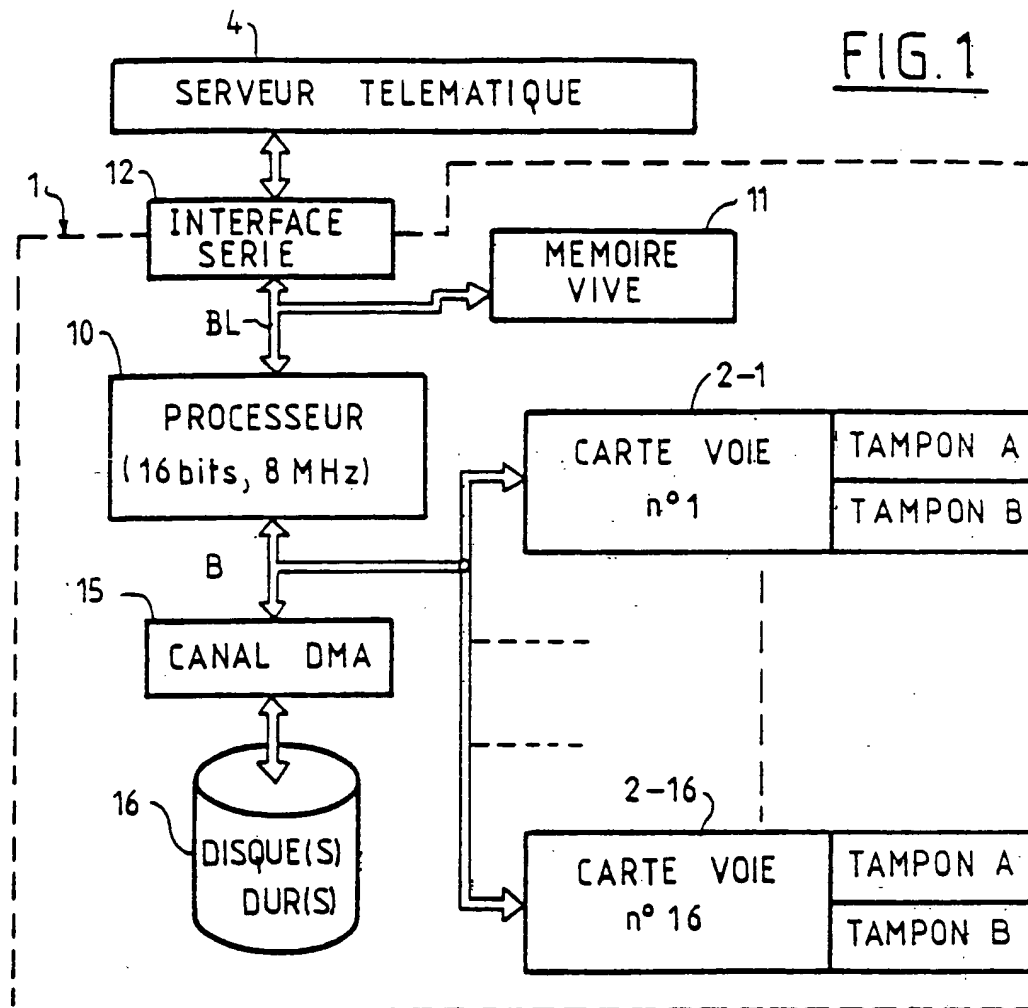 FIG.1
4
SERVEUR TELEMATIQUE
1
12
INTERFACE
SERIE
11
MEMOIRE
VIVE
BL
10
PROCESSEUR
(16 bits, 8 MHz)
2-1
CARTE VOIE
n° 1
TAMPON A
TAMPON B
B
15
CANAL DMA
16
DISQUE(S)
DUR(S)
2-16
CARTE VOIE
n° 16
TAMPON A
TAMPON B